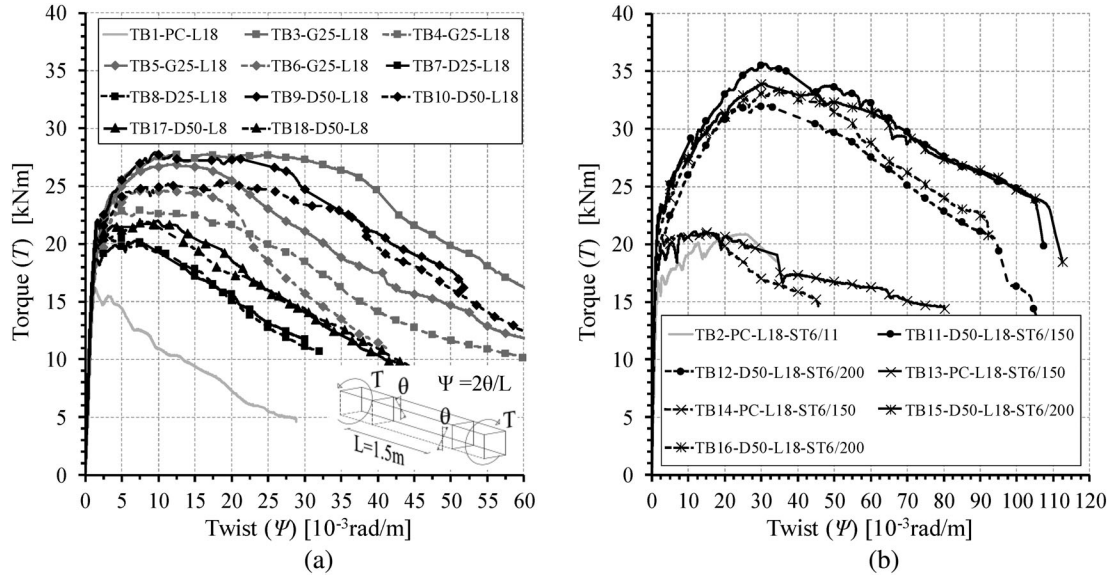 (a)
40
35
30
25
20
15
10
5
0
Torque (T) [kNm]
TB1-PC-L18 TB3-G25-L18 TB4-G25-L18
TB5-G25-L18 TB6-G25-L18 TB7-D25-L18
TB8-D25-L18 TB9-D50-L18 TB10-D50-L18
TB17-D50-L8 TB18-D50-L8
T θ Ψ =2θ/L
θ T
L=1.5m
0 5 10 15 20 25 30 35 40 45 50 55 60
Twist (Ψ) [10-3rad/m]
(a)
(b)
40
35
30
25
20
15
10
5
0
Torque (T) [kNm]
TB2-PC-L18-ST6/11 TB11-D50-L18-ST6/150
TB12-D50-L18-ST6/200 TB13-PC-L18-ST6/150
TB14-PC-L18-ST6/150 TB15-D50-L18-ST6/200
TB16-D50-L18-ST6/200
0 10 20 30 40 50 60 70 80 90 100 110 120
Twist (Ψ) [10-3rad/m]
(b)